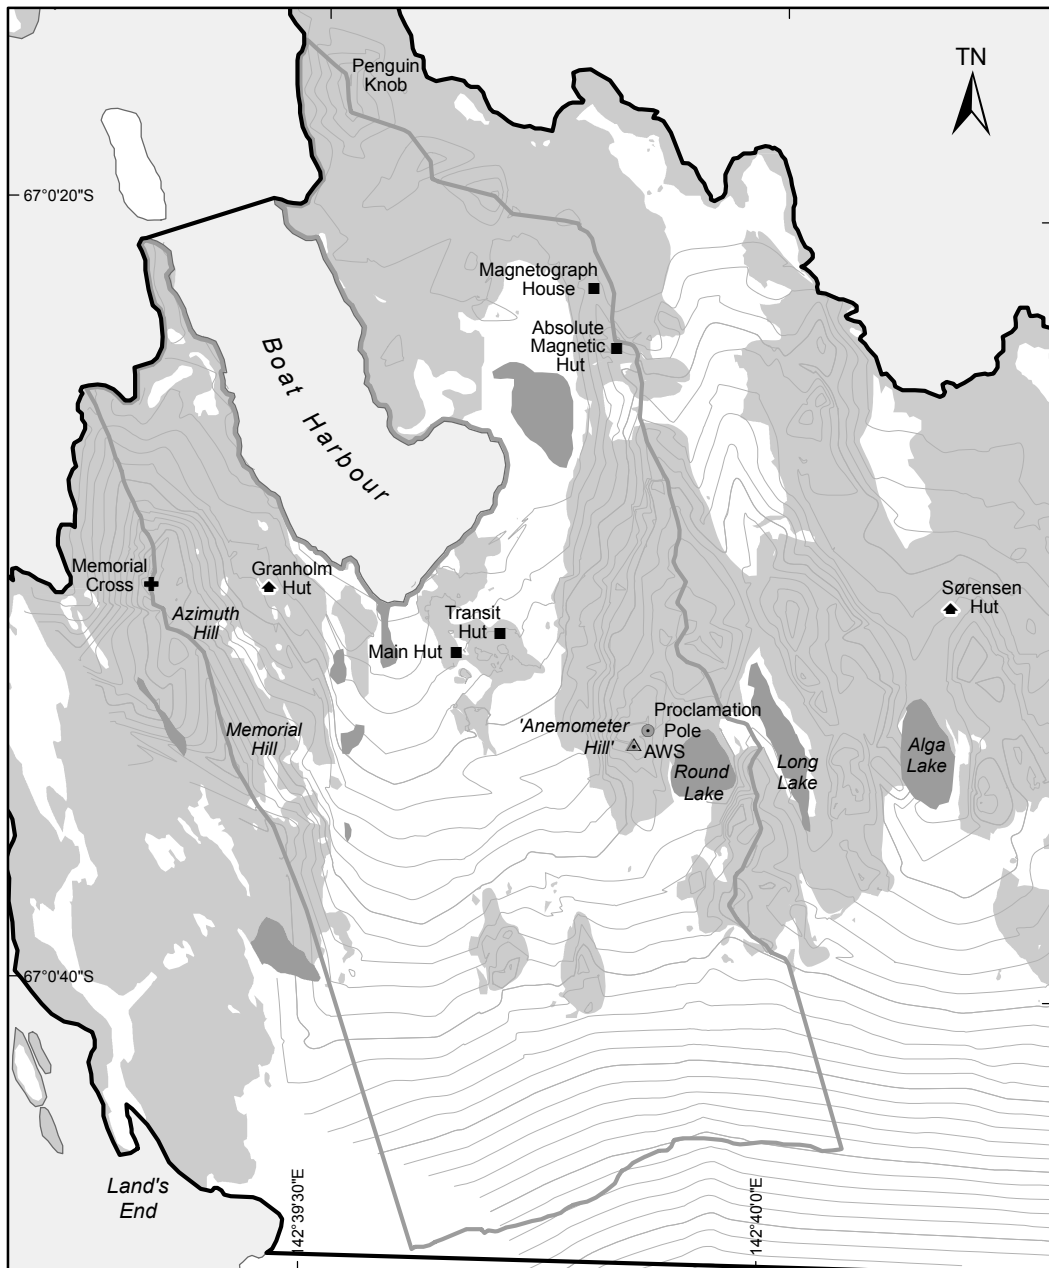 Penguin
Knob
TN
67°0'20"S
Magnetograph
House
Absolute
Magnetic
Hut
Boat Harbour
Memorial
Cross
Granholm
Hut
Azimuth
Hill
Transit
Hut
Main Hut
Sørensen
Hut
Memorial
Hill
'Anemometer
Hill'
Proclamation
Pole
AWS
Round
Lake
Long
Lake
Alga
Lake
67°0'40"S
Land's
End
142°39'30"E
142°40'0"E